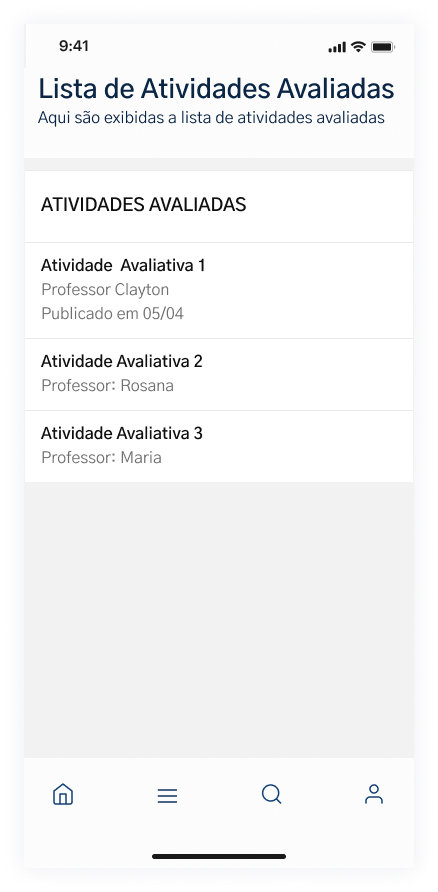 9:41
Lista de Atividades Avaliadas
Aqui são exibidas a lista de atividades avaliadas
ATIVIDADES AVALIADAS
Atividade  Avaliativa 1
Professor Clayton
Publicado em 05/04
Atividade Avaliativa 2
Professor: Rosana
Atividade Avaliativa 3
Professor: Maria